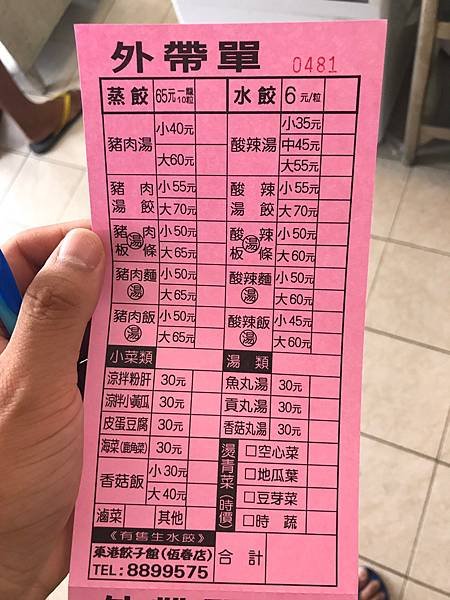 外帶單 0481
蒸餃 65元 一籠10粒 水餃 6元/粒
豬肉湯 小40元 大60元
酸辣湯 小35元 中45元 大55元
豬肉湯餃 小55元 大70元
酸辣湯餃 小55元 大70元
豬肉板條 湯 小50元 大65元
酸辣板條 湯 小50元 大60元
豬肉麵 湯 小50元 大65元
酸辣麵 湯 小50元 大60元
豬肉飯 湯 小50元 大65元
酸辣飯 湯 小45元 大60元
小菜類 湯類
涼拌粉肝 30元 魚丸湯 30元
涼拌小黃瓜 30元 貢丸湯 30元
皮蛋豆腐 30元 香菇丸湯 30元
海菜(鹿角菜) 30元
香菇飯 小30元 大40元
滷菜 其他
燙青菜(時價)
□空心菜
□地瓜葉
□豆芽菜
□時蔬
《有售生水餃》
東港餃子館(恆春店)
TEL:8899575
合計